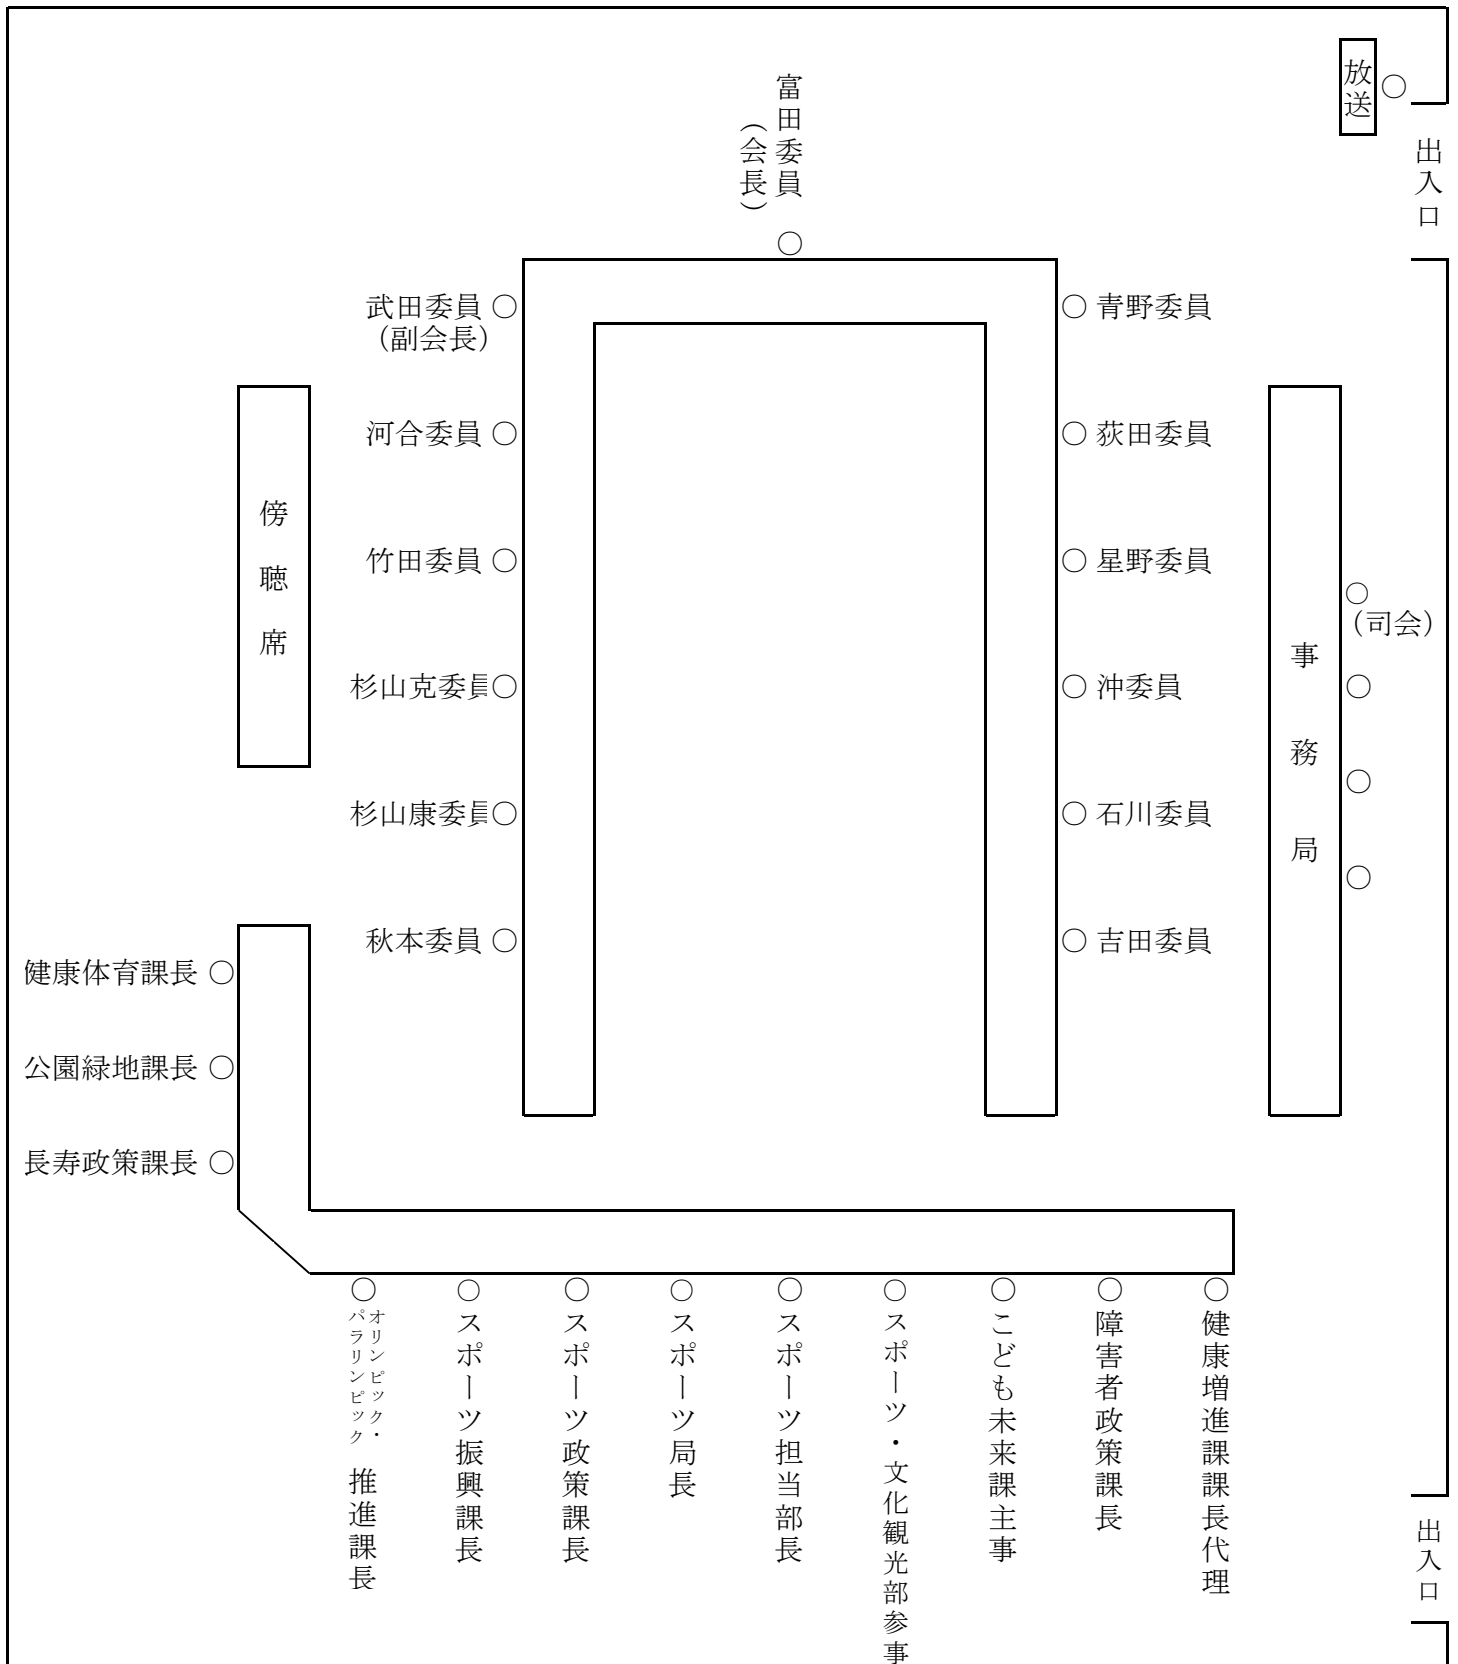 放送
出入口
富田委員
（会長）
武田委員
（副会長）
青野委員
河合委員
荻田委員
竹田委員
星野委員
杉山克委員
沖委員
杉山康委員
石川委員
秋本委員
吉田委員
傍聴席
事務局
（司会）
健康体育課長
公園緑地課長
長寿政策課長
オリンピック・
パラリンピック
推進課長
スポーツ振興課長
スポーツ政策課長
スポーツ局長
スポーツ担当部長
スポーツ・文化観光部参事
こども未来課主事
障害者政策課長
健康増進課課長代理
出入口